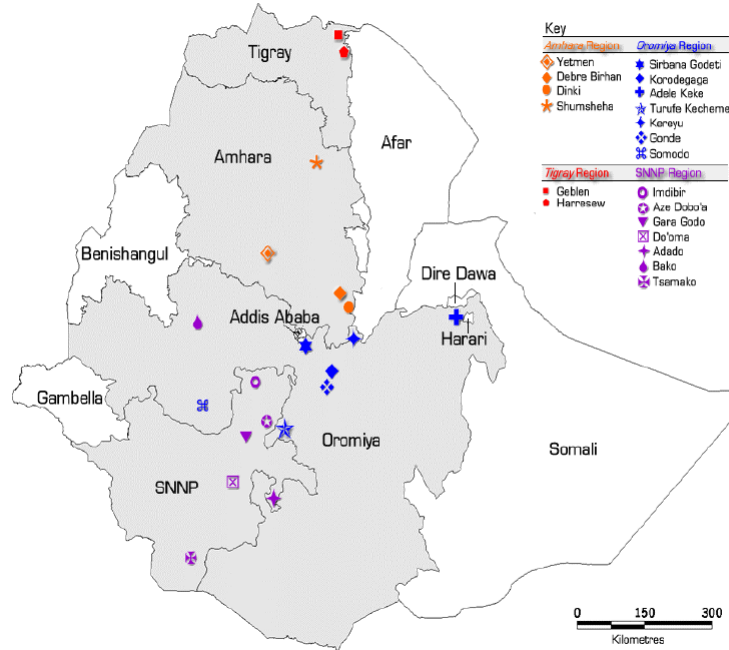 Key
Amhara Region
Yetmen
Debre Birhan
Dinki
Shumsheha
Oromiya Region
Sirbana Godeti
Korodegaga
Adele Keke
Turufe Kecheme
Kereyu
Gonde
Somodo
Tigray Region
Geblen
Harresew
SNNP Region
Imdibir
Aze Dobo'a
Gara Godo
Do'oma
Adado
Bako
Tsamako
Tigray
Afar
Amhara
Benishangul
Dire Dawa
Addis Ababa
Harari
Gambella
Oromiya
Somali
SNNP
0 150 300
Kilometres